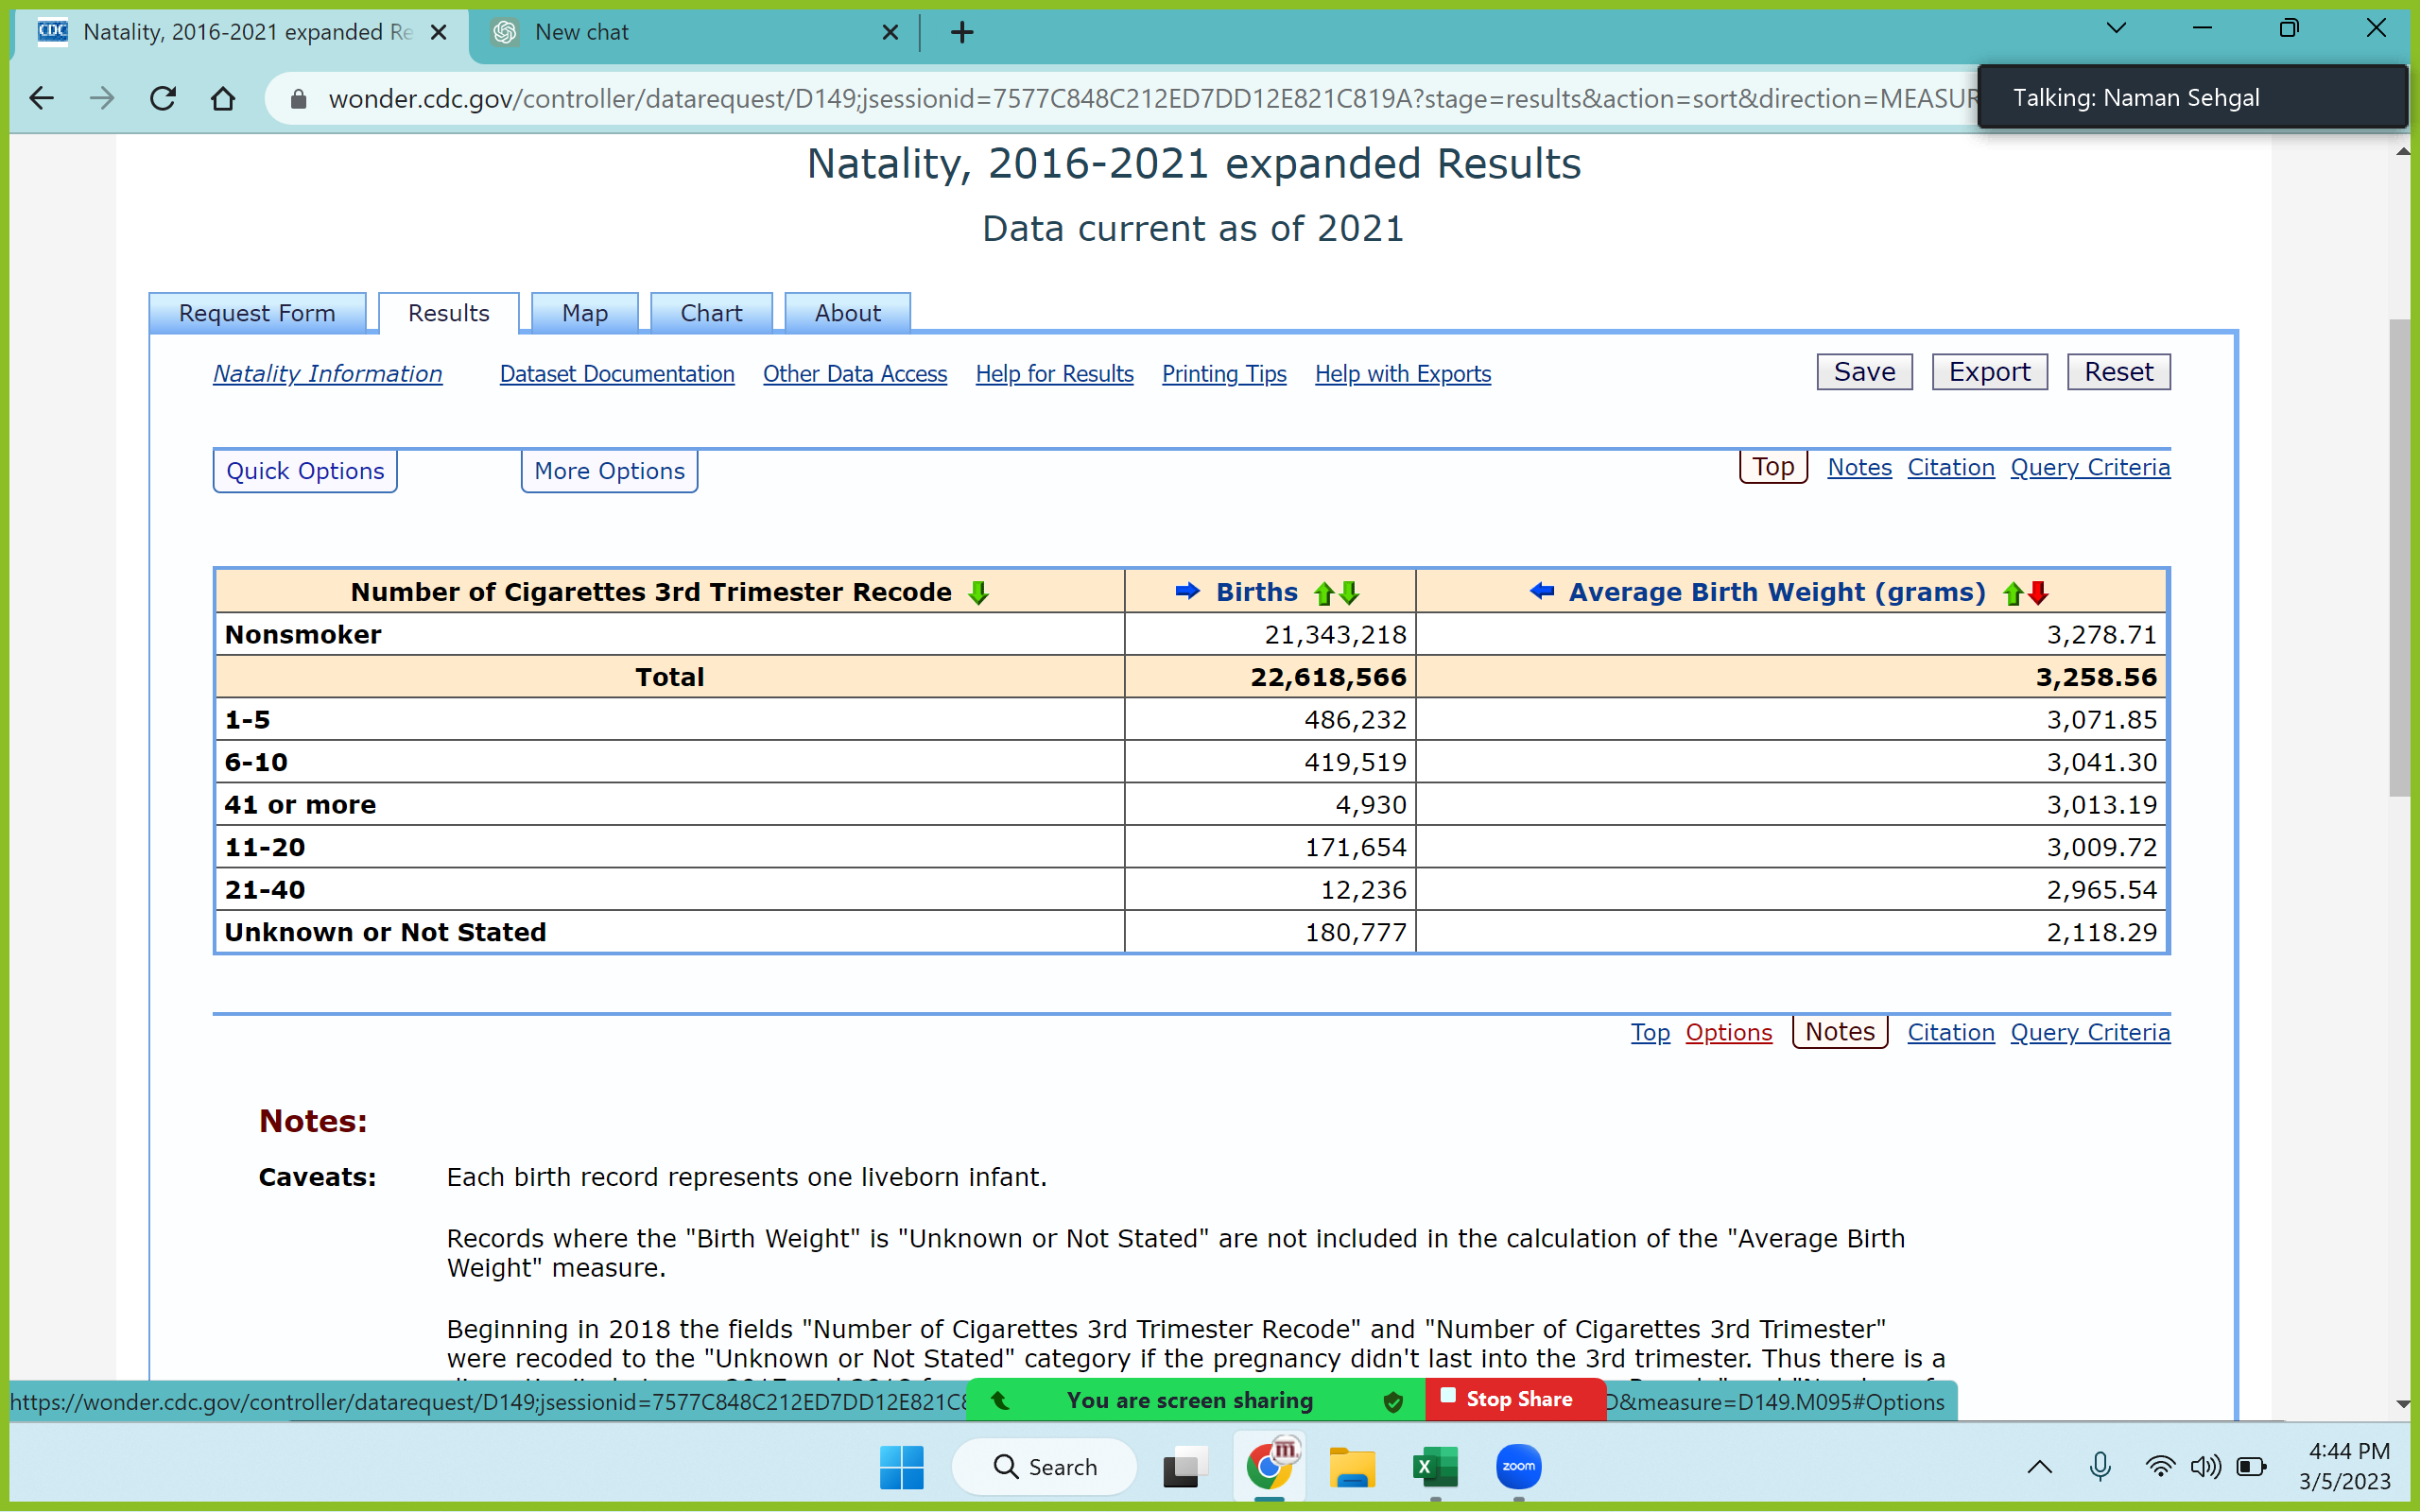 CDC Natality, 2016-2021 expanded Re New chat
wonder.cdc.gov/controller/datarequest/D149;jsessionid=7577C848C212ED7DD12E821C819A?stage=results&action=sort&direction=MEASUR
Talking: Naman Sehgal
Natality, 2016-2021 expanded Results
Data current as of 2021
Request Form Results Map Chart About
Natality Information Dataset Documentation Other Data Access Help for Results Printing Tips Help with Exports Save Export Reset
Quick Options More Options Top Notes Citation Query Criteria
Number of Cigarettes 3rd Trimester Recode Births Average Birth Weight (grams)
Nonsmoker 21,343,218 3,278.71
Total 22,618,566 3,258.56
1-5 486,232 3,071.85
6-10 419,519 3,041.30
41 or more 4,930 3,013.19
11-20 171,654 3,009.72
21-40 12,236 2,965.54
Unknown or Not Stated 180,777 2,118.29
Top Options Notes Citation Query Criteria
Notes:
Caveats: Each birth record represents one liveborn infant.
Records where the "Birth Weight" is "Unknown or Not Stated" are not included in the calculation of the "Average Birth
Weight" measure.
Beginning in 2018 the fields "Number of Cigarettes 3rd Trimester Recode" and "Number of Cigarettes 3rd Trimester"
were recoded to the "Unknown or Not Stated" category if the pregnancy didn't last into the 3rd trimester. Thus there is a
https://wonder.cdc.gov/controller/datarequest/D149;jsessionid=7577C848C212ED7DD12E821C8 You are screen sharing Stop Share D&measure=D149.M095#Options
Search m X zoom
4:44 PM
3/5/2023